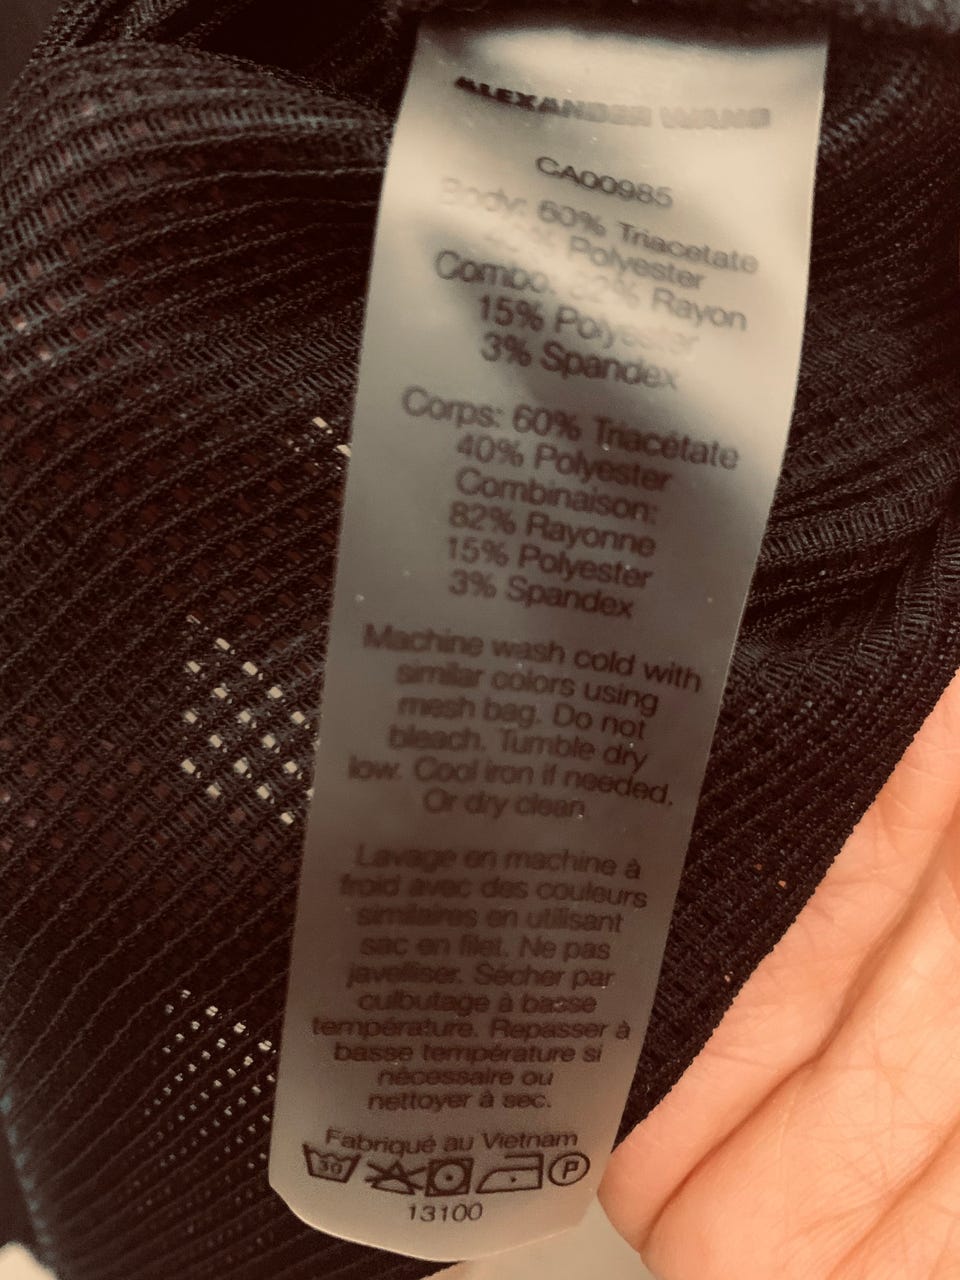 ALEXANDER WANG
CA00985
Body: 60% Triacetate
40% Polyester
Combo: 82% Rayon
15% Polyester
3% Spandex
Corps: 60% Triacétate
40% Polyester
Combinaison:
82% Rayonne
15% Polyester
3% Spandex
Machine wash cold with
similar colors using
mesh bag. Do not
bleach. Tumble dry
low. Cool iron if needed.
Or dry clean.
Lavage en machine à
froid avec des couleurs
similaires en utilisant
sac en filet. Ne pas
javelliser. Sécher par
culbutage à basse
température. Repasser à
basse température si
nécessaire ou
nettoyer à sec.
Fabriqué au Vietnam
30 P
13100